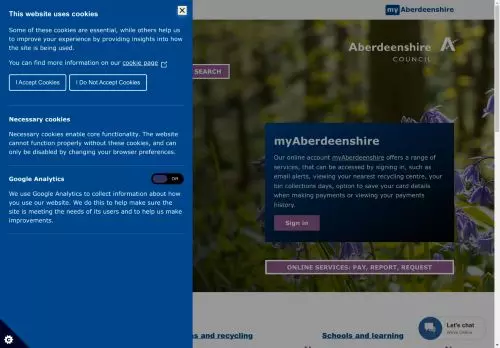 This website uses cookies
Some of these cookies are essential, while others help us
to improve your experience by providing insights into how
the site is being used.
You can find more information on our cookie page
I Accept Cookies
I Do Not Accept Cookies
Necessary cookies
Necessary cookies enable core functionality. The website
cannot function properly without these cookies, and can
only be disabled by changing your browser preferences.
Google Analytics
Off
We use Google Analytics to collect information about how
you use our website. We do this to help make sure the
site is meeting the needs of its users and to help us make
improvements.
myAberdeenshire
Aberdeenshire
COUNCIL
SEARCH
myAberdeenshire
Our online account myAberdeenshire offers a range of
services, that can be accessed by signing in, such as
email alerts, viewing your nearest recycling centre, your
bin collections days, option to save your card details
when making payments or viewing your payments
history.
Sign in
ONLINE SERVICES: PAY, REPORT, REQUEST
and recycling
Schools and learning
Let's chat